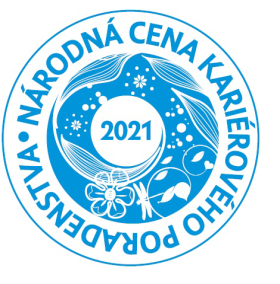 • NÁRODNÁ CENA KARIÉROVÉHO PORADENSTVA
2021